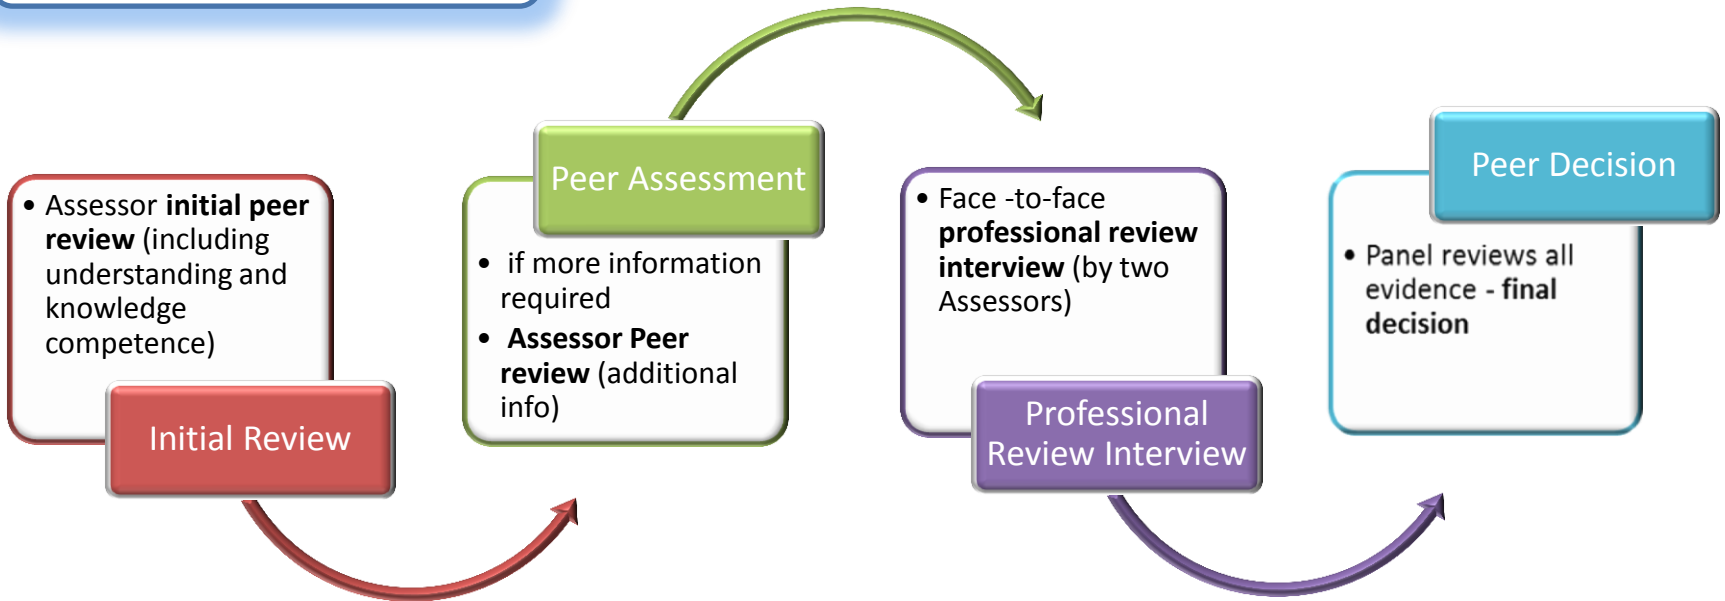 • Assessor initial peer
review (including
understanding and
knowledge
competence)
Initial Review
Peer Assessment
• if more information
required
• Assessor Peer
review (additional
info)
• Face -to-face
professional review
interview (by two
Assessors)
Professional
Review Interview
Peer Decision
• Panel reviews all
evidence - final
decision